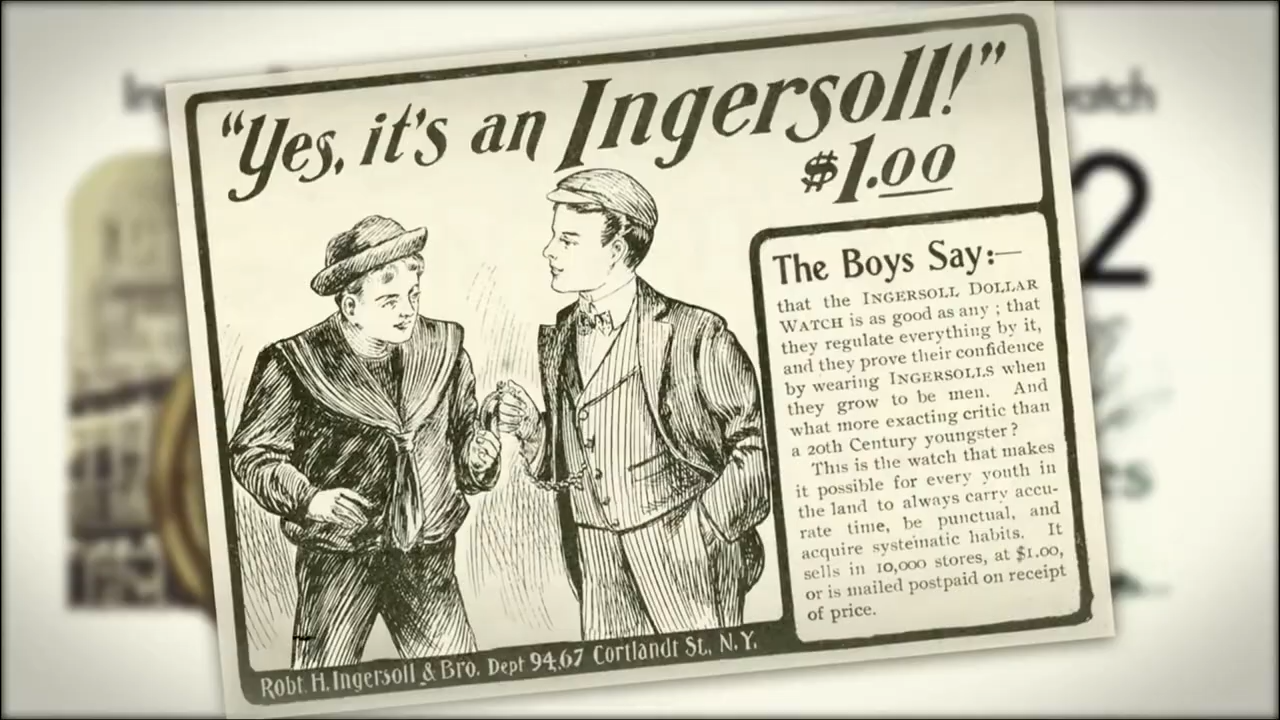 "Yes, it's an Ingersoll!"
$1.00
The Boys Say:—
that the INGERSOLL DOLLAR
WATCH is as good as any; that
they regulate everything by it,
and they prove their confidence
by wearing INGERSOLLS when
they grow to be men. And
what more exacting critic than
a 20th Century youngster?
This is the watch that makes
it possible for every youth in
the land to always carry accu-
rate time, be punctual, and
acquire systematic habits. It
sells in 10,000 stores, at $1.00,
or is mailed postpaid on receipt
of price.
Robt. H. Ingersoll & Bro. Dept 94,67 Cortlandt St., N.Y.
2